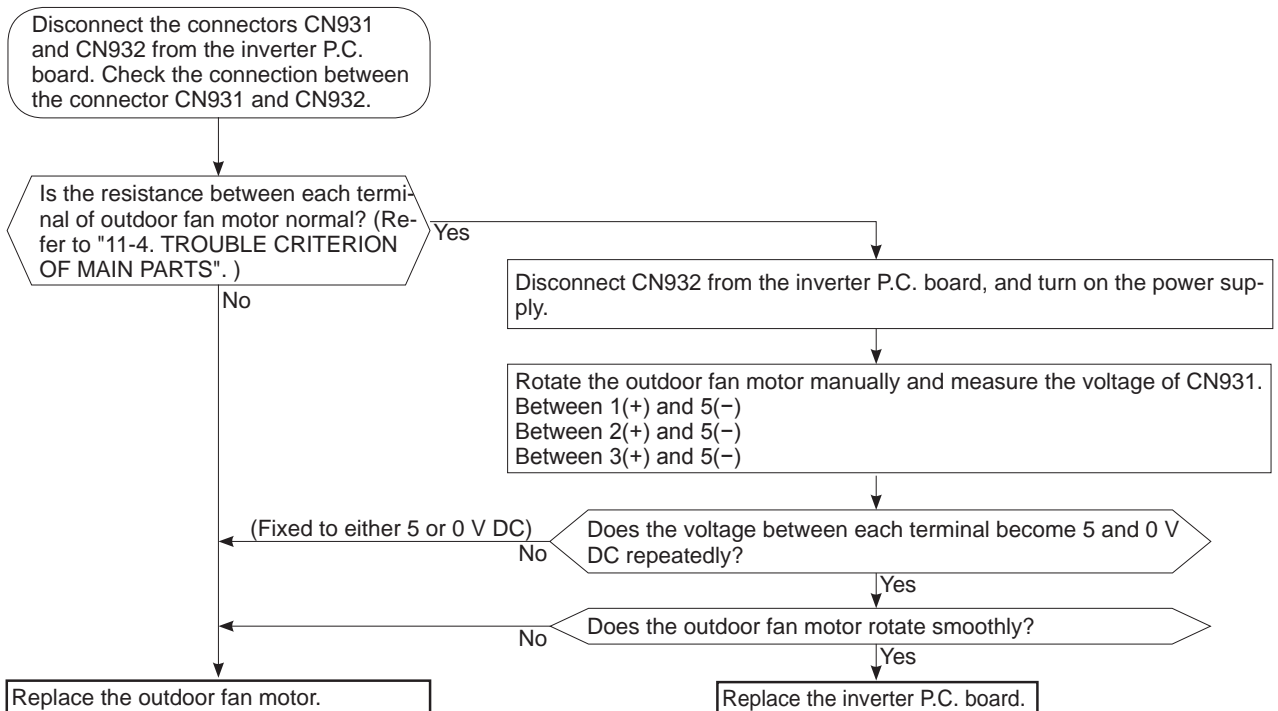 Disconnect the connectors CN931
and CN932 from the inverter P.C.
board. Check the connection between
the connector CN931 and CN932.
Is the resistance between each termi-
nal of outdoor fan motor normal? (Re-
fer to "11-4. TROUBLE CRITERION
OF MAIN PARTS". )
Yes
No
Disconnect CN932 from the inverter P.C. board, and turn on the power sup-
ply.
Rotate the outdoor fan motor manually and measure the voltage of CN931.
Between 1(+) and 5(−)
Between 2(+) and 5(−)
Between 3(+) and 5(−)
(Fixed to either 5 or 0 V DC)
No
Does the voltage between each terminal become 5 and 0 V
DC repeatedly?
Yes
No
Does the outdoor fan motor rotate smoothly?
Yes
Replace the outdoor fan motor.
Replace the inverter P.C. board.